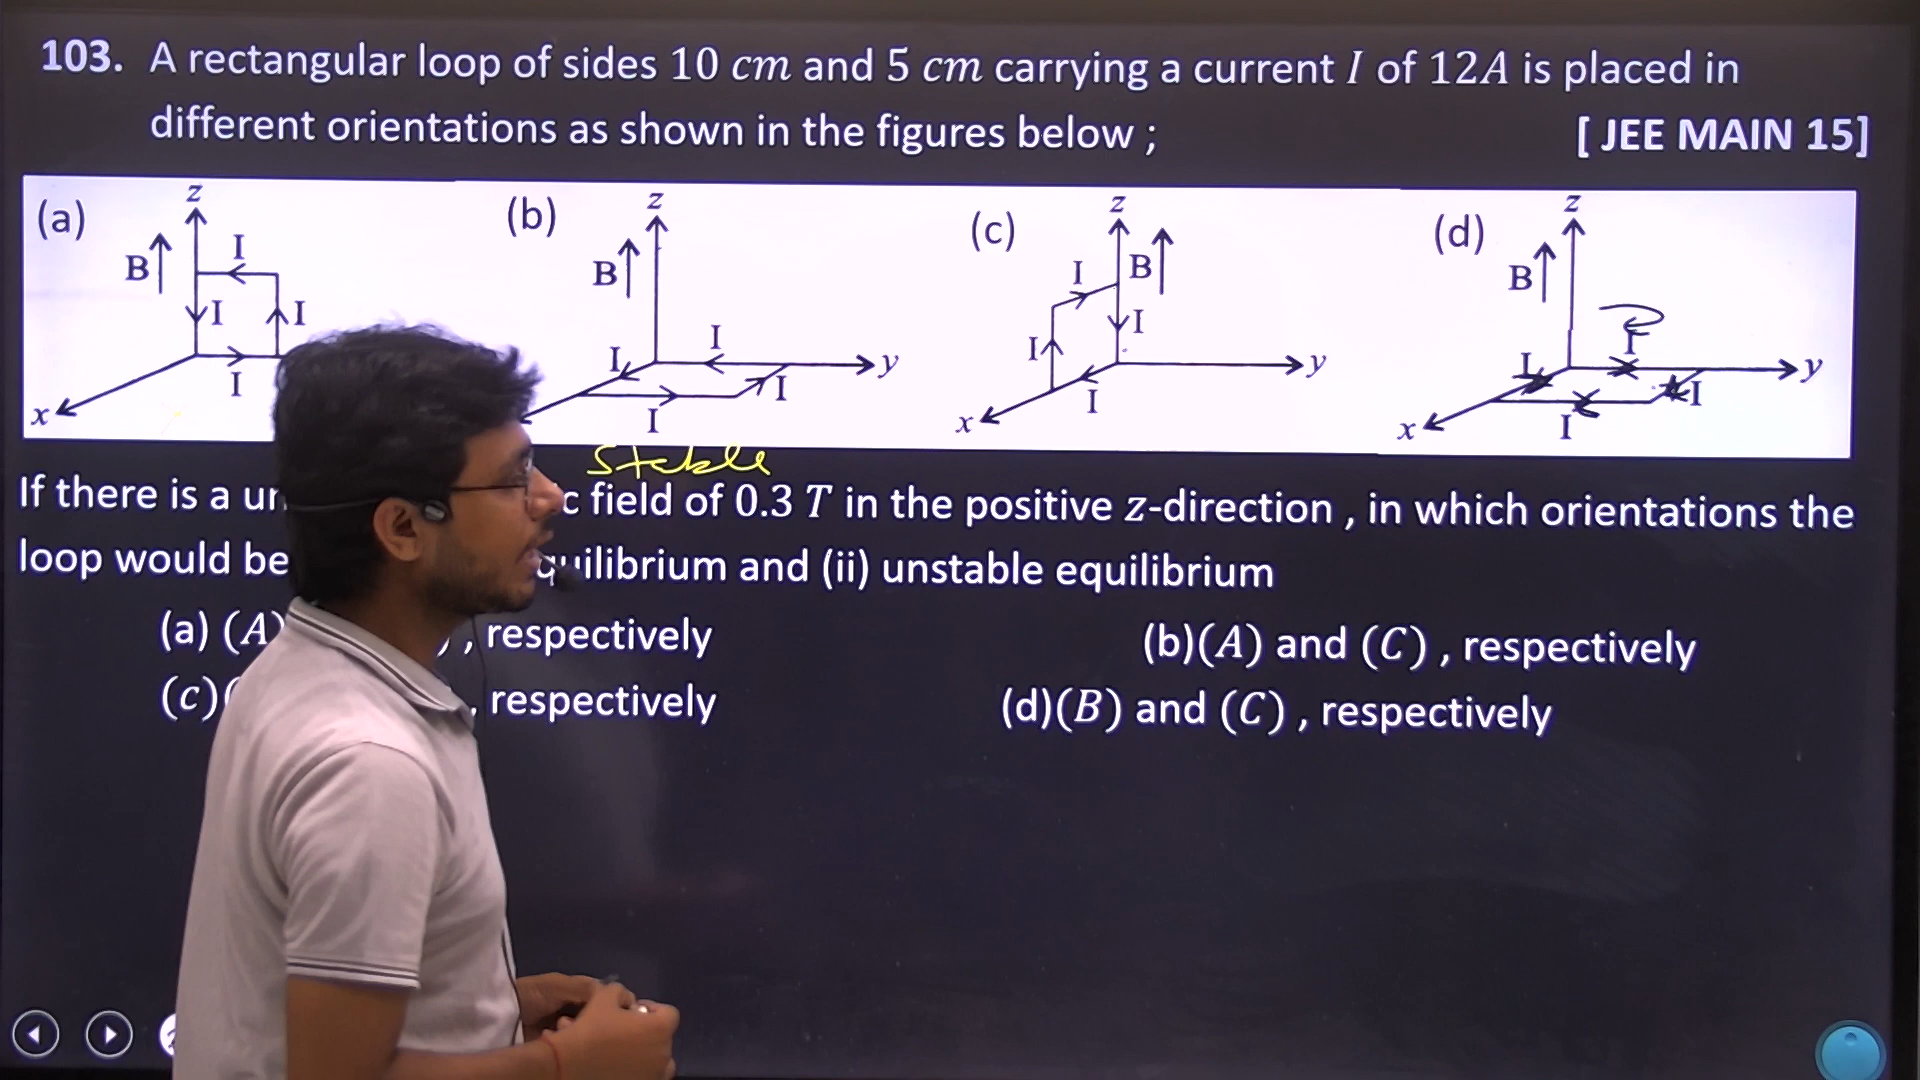 103. A rectangular loop of sides 10 cm and 5 cm carrying a current I of 12A is placed in
different orientations as shown in the figures below ; [ JEE MAIN 15]
(a) z B I I I I x
(b) z B I I I I y
(c) z B I I I I y x
(d) z B I I I I y x
stable
If there is a field of 0.3 T in the positive z-direction , in which orientations the
loop would be equilibrium and (ii) unstable equilibrium
(a) (A) , respectively (b)(A) and (C) , respectively
(c) , respectively (d)(B) and (C) , respectively